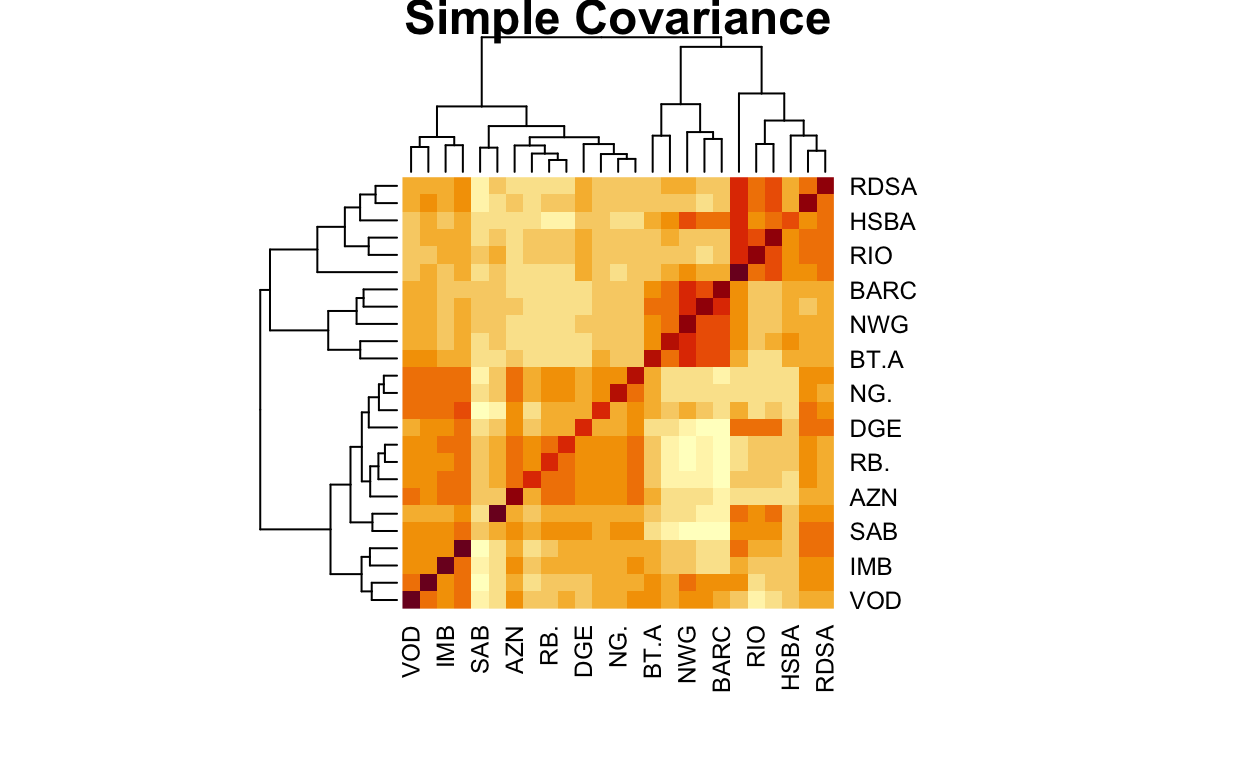 Simple Covariance
RDSA
HSBA
RIO
BARC
NWG
BT.A
NG.
DGE
RB.
AZN
SAB
IMB
VOD
VOD
IMB
SAB
AZN
RB.
DGE
NG.
BT.A
NWG
BARC
RIO
HSBA
RDSA